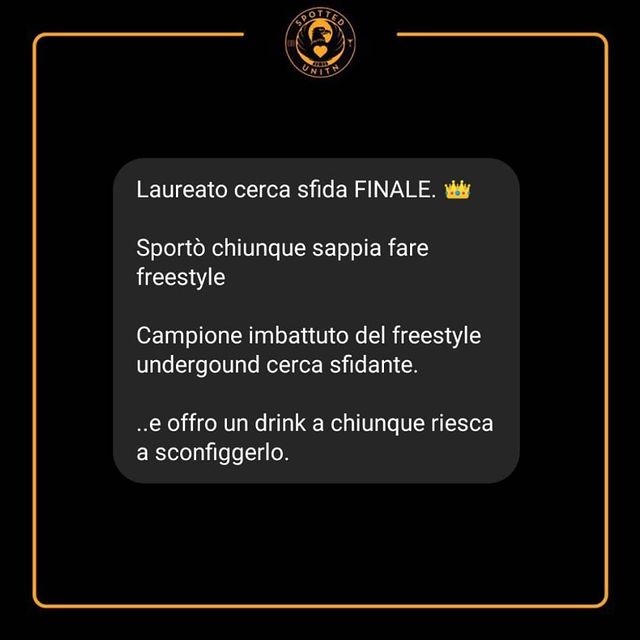 SPOTTED
UNITN
Laureato cerca sfida FINALE. 👑
Sportò chiunque sappia fare
freestyle
Campione imbattuto del freestyle
undergound cerca sfidante.
..e offro un drink a chiunque riesca
a sconfiggerlo.